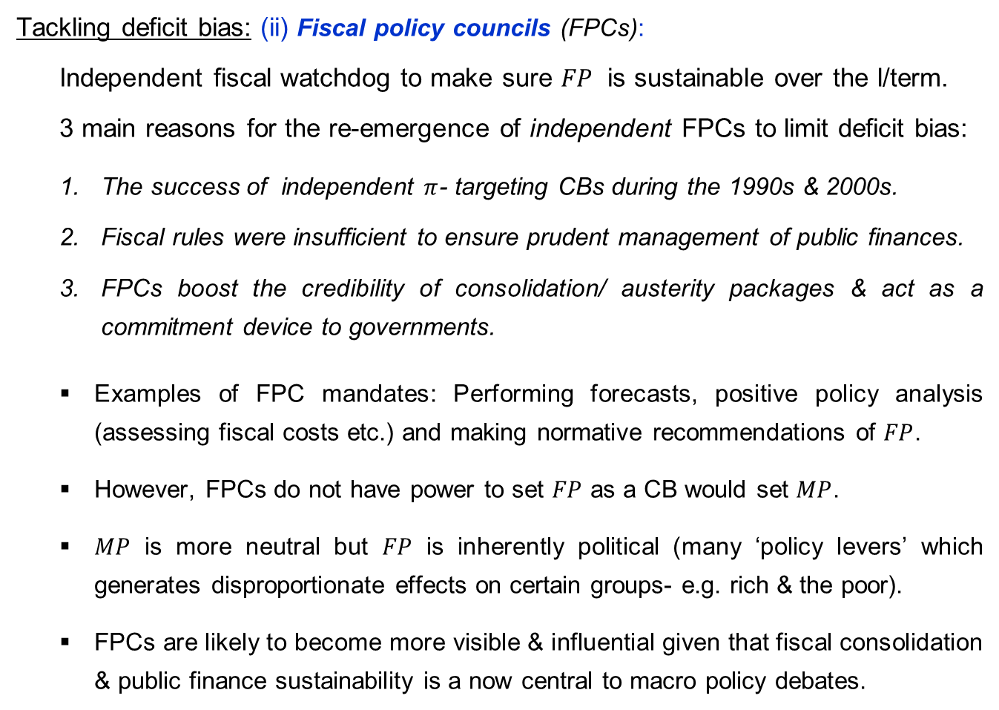 Tackling deficit bias: (ii) Fiscal policy councils (FPCs):
Independent fiscal watchdog to make sure FP is sustainable over the l/term.
3 main reasons for the re-emergence of independent FPCs to limit deficit bias:
1. The success of independent π- targeting CBs during the 1990s & 2000s.
2. Fiscal rules were insufficient to ensure prudent management of public finances.
3. FPCs boost the credibility of consolidation/ austerity packages & act as a
commitment device to governments.
▪ Examples of FPC mandates: Performing forecasts, positive policy analysis
(assessing fiscal costs etc.) and making normative recommendations of FP.
▪ However, FPCs do not have power to set FP as a CB would set MP.
▪ MP is more neutral but FP is inherently political (many ‘policy levers’ which
generates disproportionate effects on certain groups- e.g. rich & the poor).
▪ FPCs are likely to become more visible & influential given that fiscal consolidation
& public finance sustainability is a now central to macro policy debates.